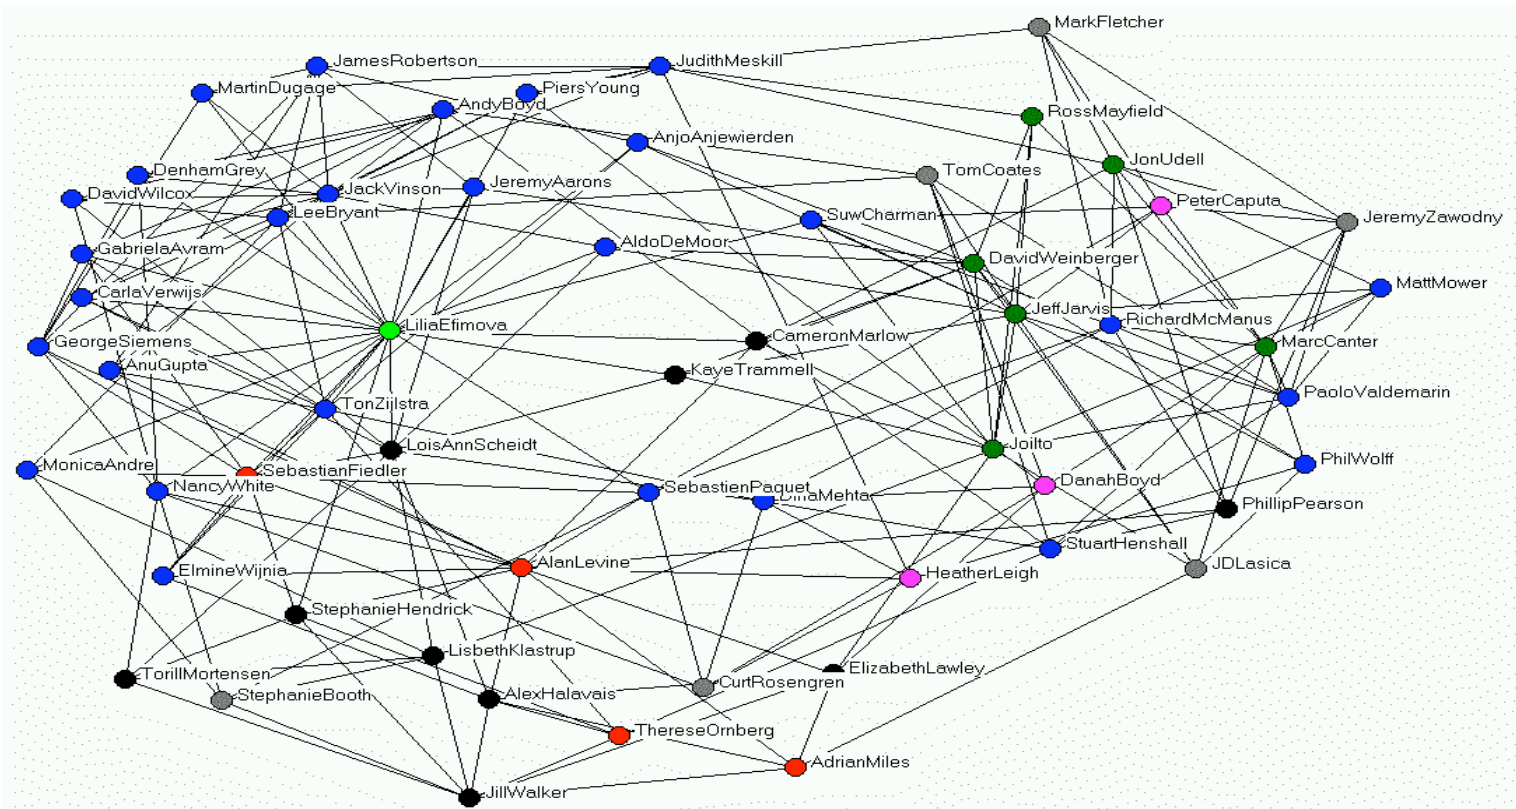 MarkFletcher
JamesRobertson
JudithMeskill
MartinDugage
PiersYoung
AndyBoyd
RossMayfield
AnjoAnjewierden
JonUdell
DenhamGrey
TomCoates
JackVinson
JeremyAarons
DavidWilcox
LeeBryant
SuwCharman
PeterCaputa
JeremyZawodny
GabrielaAvram
AldoDeMoor
DavidWeinberger
MattMower
CarlaVerwijs
JeffJarvis
RichardMcManus
LiliaEfimova
CameronMarlow
GeorgeSiemens
MarcCanter
AnuGupta
KayeTrammell
PaoloValdemarin
TonZijlstra
LoisAnnScheidt
JoiIto
MonicaAndre
SebastianFiedler
PhilWolff
NancyWhite
SebastienPaquet
DinaMehta
DanahBoyd
PhillipPearson
StuartHenshall
ElmineWijnia
AlanLevine
HeatherLeigh
JDLasica
StephanieHendrick
LisbethKlastrup
ElizabethLawley
TorillMortensen
CurtRosengren
StephanieBooth
AlexHalavais
ThereseOrnberg
AdrianMiles
JillWalker